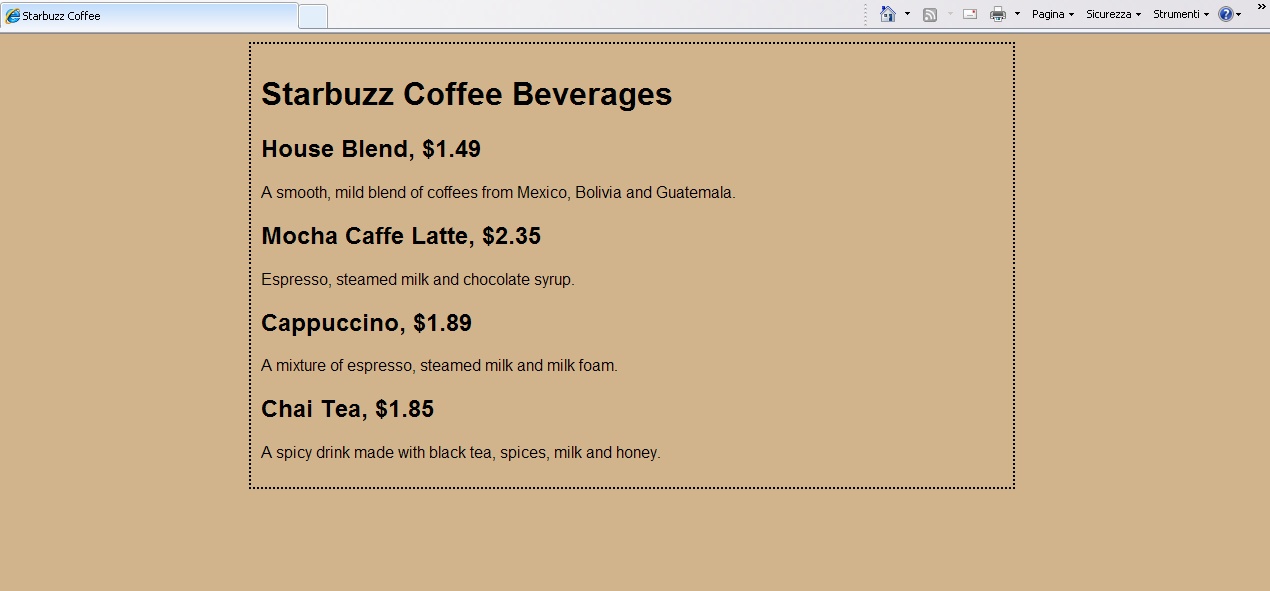 Starbuzz Coffee
Pagina Sicurezza Strumenti
Starbuzz Coffee Beverages
House Blend, $1.49
A smooth, mild blend of coffees from Mexico, Bolivia and Guatemala.
Mocha Caffe Latte, $2.35
Espresso, steamed milk and chocolate syrup.
Cappuccino, $1.89
A mixture of espresso, steamed milk and milk foam.
Chai Tea, $1.85
A spicy drink made with black tea, spices, milk and honey.